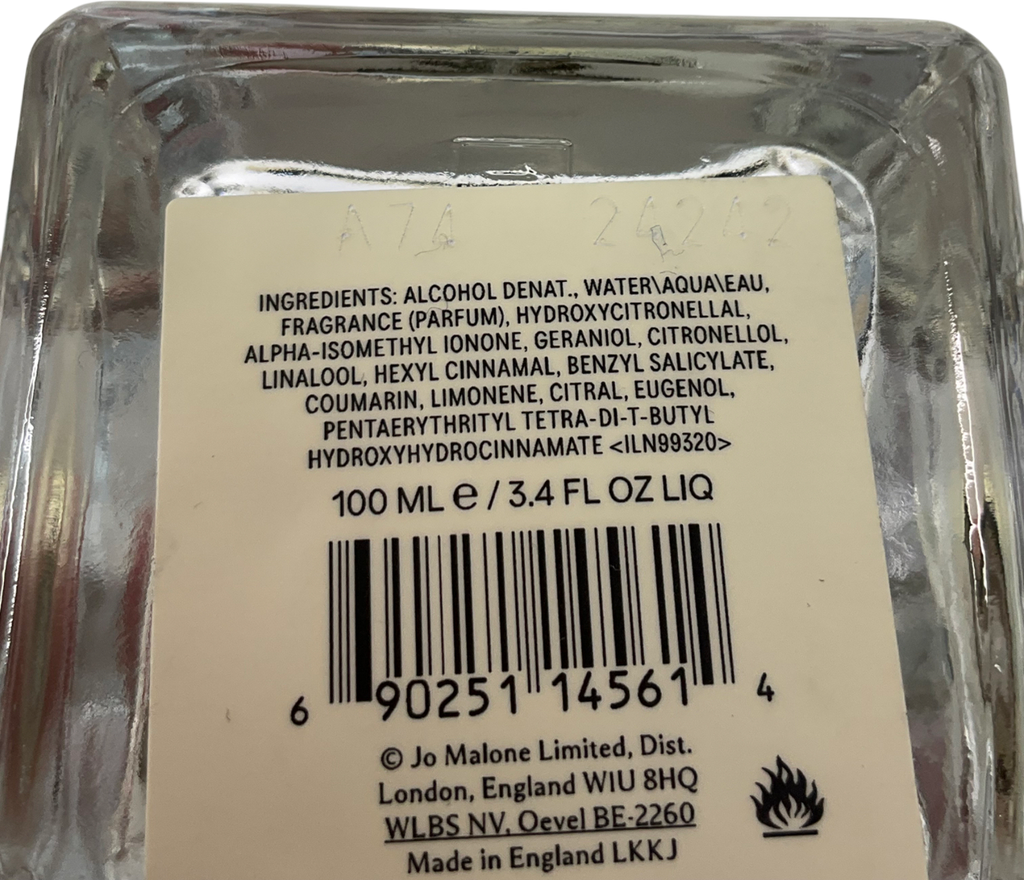 A74 24242
INGREDIENTS: ALCOHOL DENAT., WATER\AQUA\EAU,
FRAGRANCE (PARFUM), HYDROXYCITRONELLAL,
ALPHA-ISOMETHYL IONONE, GERANIOL, CITRONELLOL,
LINALOOL, HEXYL CINNAMAL, BENZYL SALICYLATE,
COUMARIN, LIMONENE, CITRAL, EUGENOL,
PENTAERYTHRITYL TETRA-DI-T-BUTYL
HYDROXYHYDROCINNAMATE <ILN99320>
100 ML e / 3.4 FL OZ LIQ
6 90251 14561 4
© Jo Malone Limited, Dist.
London, England W1U 8HQ
WLBS NV, Oevel BE-2260
Made in England LKKJ